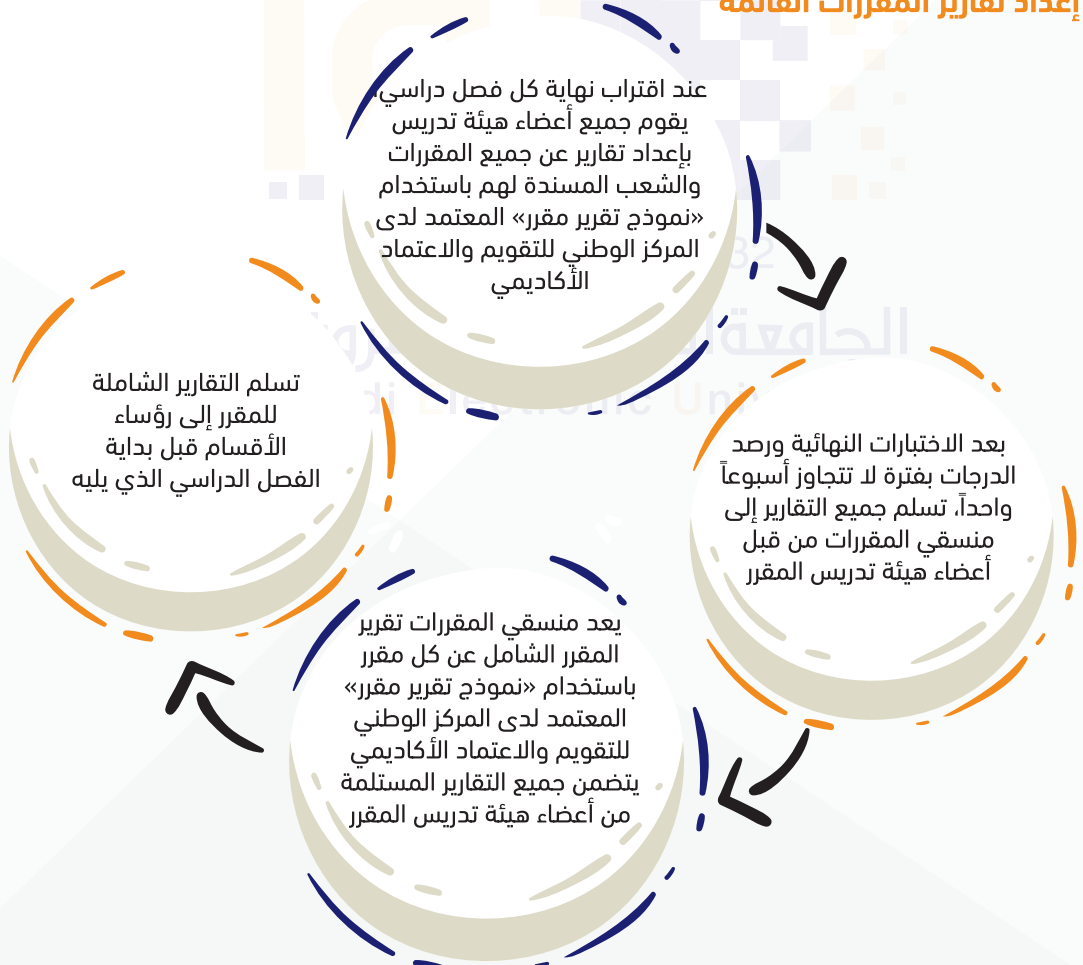 إعداد تقارير المقررات القائمة
عند اقتراب نهاية كل فصل دراسي،
يقوم جميع أعضاء هيئة تدريس
بإعداد تقارير عن جميع المقررات
والشعب المسندة لهم باستخدام
«نموذج تقرير مقرر» المعتمد لدى
المركز الوطني للتقويم والاعتماد
الأكاديمي
بعد الاختبارات النهائية ورصد
الدرجات بفترة لا تتجاوز أسبوعاً
واحداً، تسلم جميع التقارير إلى
منسقي المقررات من قبل
أعضاء هيئة تدريس المقرر
يعد منسقي المقررات تقرير
المقرر الشامل عن كل مقرر
باستخدام «نموذج تقرير مقرر»
المعتمد لدى المركز الوطني
للتقويم والاعتماد الأكاديمي
يتضمن جميع التقارير المستلمة
من أعضاء هيئة تدريس المقرر
تسلم التقارير الشاملة
للمقرر إلى رؤساء
الأقسام قبل بداية
الفصل الدراسي الذي يليه